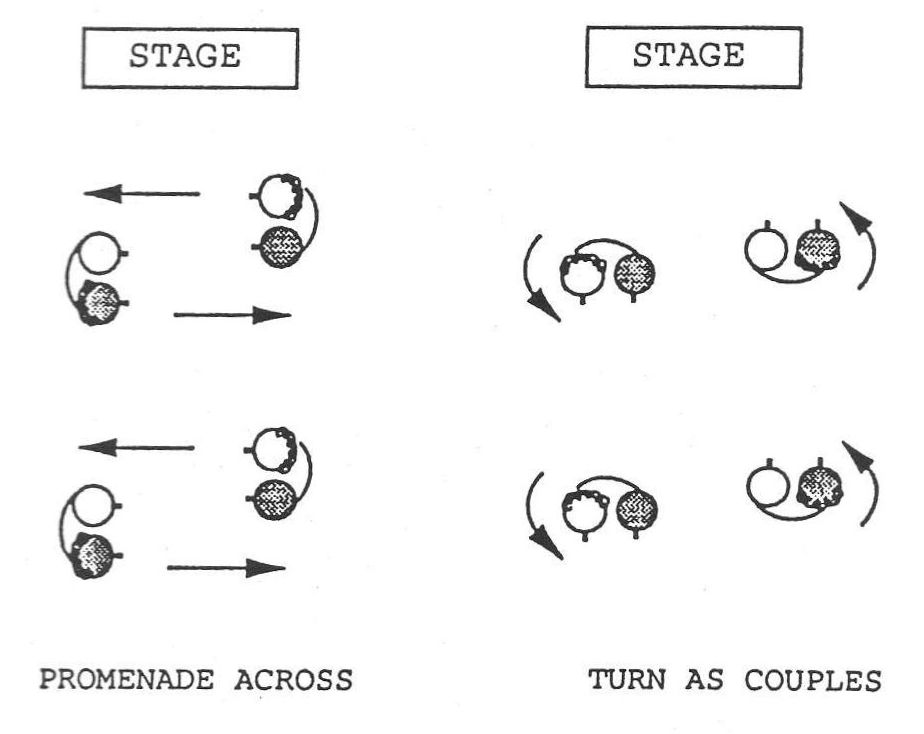 STAGE
STAGE
PROMENADE ACROSS
TURN AS COUPLES